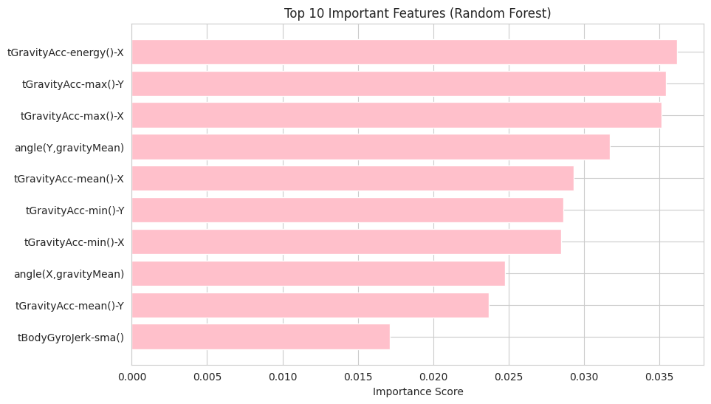 Top 10 Important Features (Random Forest)
tGravityAcc-energy()-X
tGravityAcc-max()-Y
tGravityAcc-max()-X
angle(Y,gravityMean)
tGravityAcc-mean()-X
tGravityAcc-min()-Y
tGravityAcc-min()-X
angle(X,gravityMean)
tGravityAcc-mean()-Y
tBodyGyroJerk-sma()
0.000 0.005 0.010 0.015 0.020 0.025 0.030 0.035
Importance Score